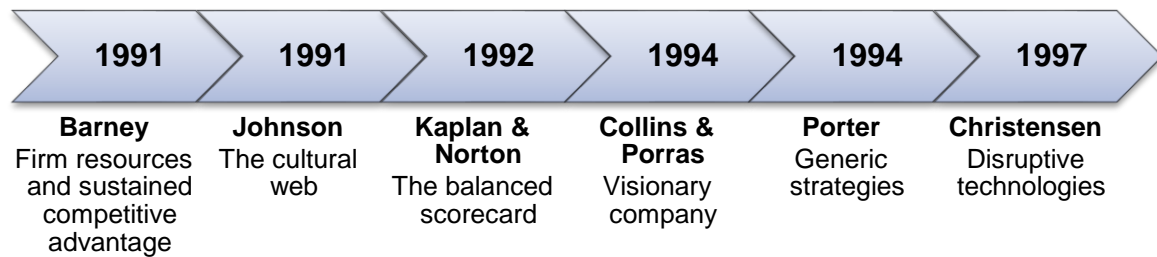 1991
1991
1992
1994
1994
1997
Barney
Firm resources
and sustained
competitive
advantage
Johnson
The cultural
web
Kaplan &
Norton
The balanced
scorecard
Collins &
Porras
Visionary
company
Porter
Generic
strategies
Christensen
Disruptive
technologies